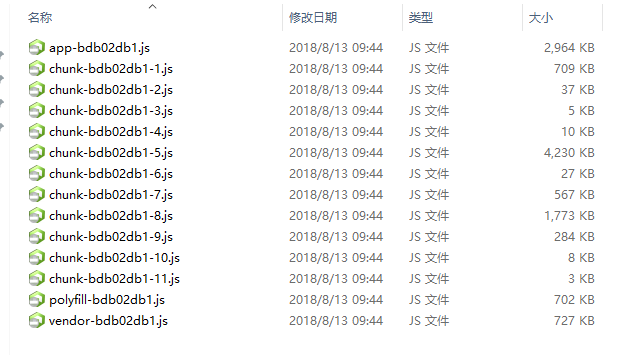 名称 修改日期 类型 大小
app-bdb02db1.js 2018/8/13 09:44 JS 文件 2,964 KB
chunk-bdb02db1-1.js 2018/8/13 09:44 JS 文件 709 KB
chunk-bdb02db1-2.js 2018/8/13 09:44 JS 文件 37 KB
chunk-bdb02db1-3.js 2018/8/13 09:44 JS 文件 5 KB
chunk-bdb02db1-4.js 2018/8/13 09:44 JS 文件 10 KB
chunk-bdb02db1-5.js 2018/8/13 09:44 JS 文件 4,230 KB
chunk-bdb02db1-6.js 2018/8/13 09:44 JS 文件 27 KB
chunk-bdb02db1-7.js 2018/8/13 09:44 JS 文件 567 KB
chunk-bdb02db1-8.js 2018/8/13 09:44 JS 文件 1,773 KB
chunk-bdb02db1-9.js 2018/8/13 09:44 JS 文件 284 KB
chunk-bdb02db1-10.js 2018/8/13 09:44 JS 文件 8 KB
chunk-bdb02db1-11.js 2018/8/13 09:44 JS 文件 3 KB
polyfill-bdb02db1.js 2018/8/13 09:44 JS 文件 702 KB
vendor-bdb02db1.js 2018/8/13 09:44 JS 文件 727 KB